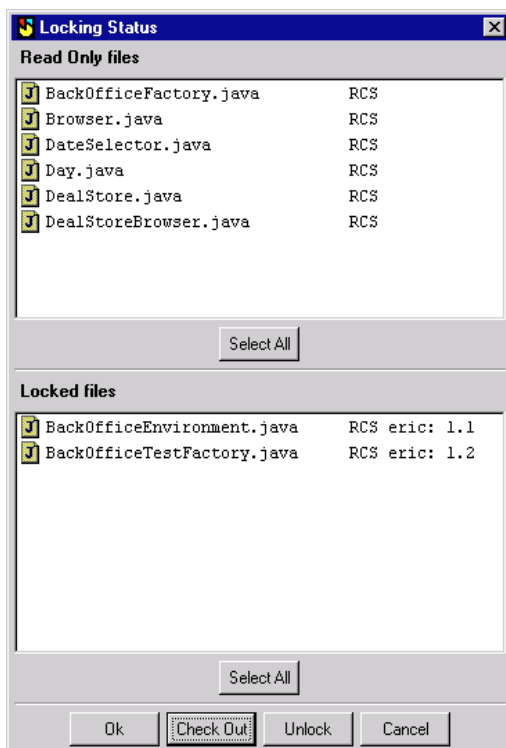 Locking Status
Read Only files
J BackOfficeFactory.java RCS
J Browser.java RCS
J DateSelector.java RCS
J Day.java RCS
J DealStore.java RCS
J DealStoreBrowser.java RCS
Select All
Locked files
J BackOfficeEnvironment.java RCS eric: 1.1
J BackOfficeTestFactory.java RCS eric: 1.2
Select All
Ok Check Out Unlock Cancel